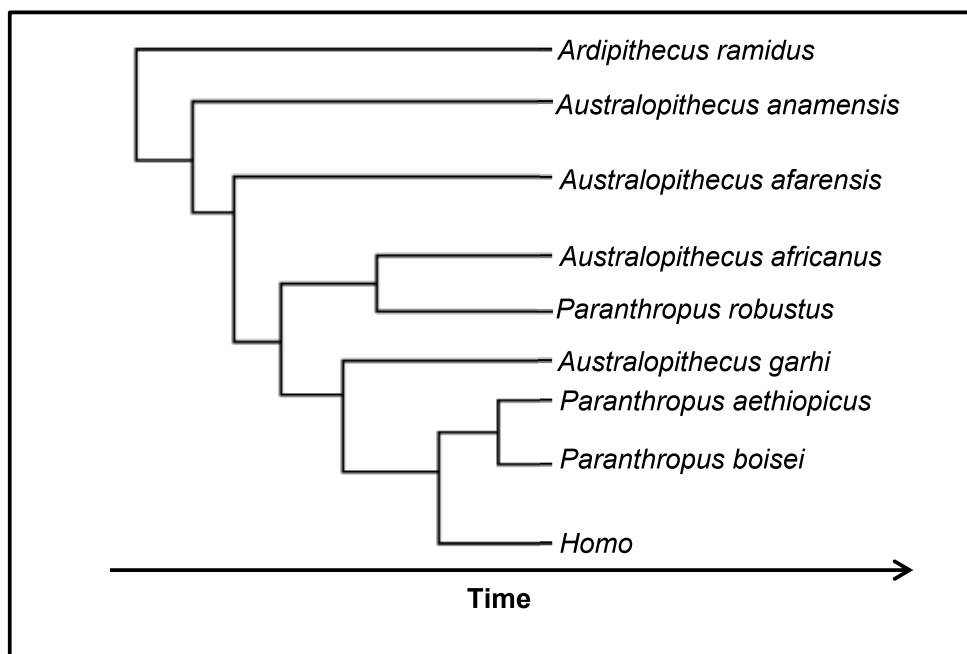 Ardipithecus ramidus
Australopithecus anamensis
Australopithecus afarensis
Australopithecus africanus
Paranthropus robustus
Australopithecus garhi
Paranthropus aethiopicus
Paranthropus boisei
Homo
Time